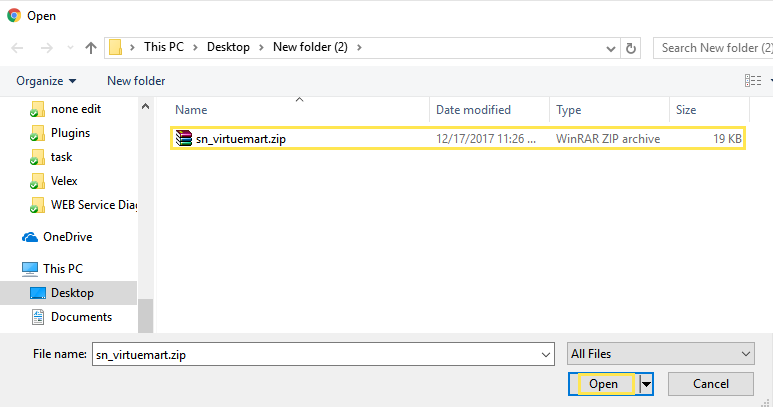 Open
This PC > Desktop > New folder (2) >
Search New folder (2)
Organize
New folder
Name
Date modified
Type
Size
sn_virtuemart.zip
12/17/2017 11:26 ...
WinRAR ZIP archive
19 KB
none edit
Plugins
task
Velex
WEB Service Diag
OneDrive
This PC
Desktop
Documents
File name:
sn_virtuemart.zip
All Files
Open
Cancel